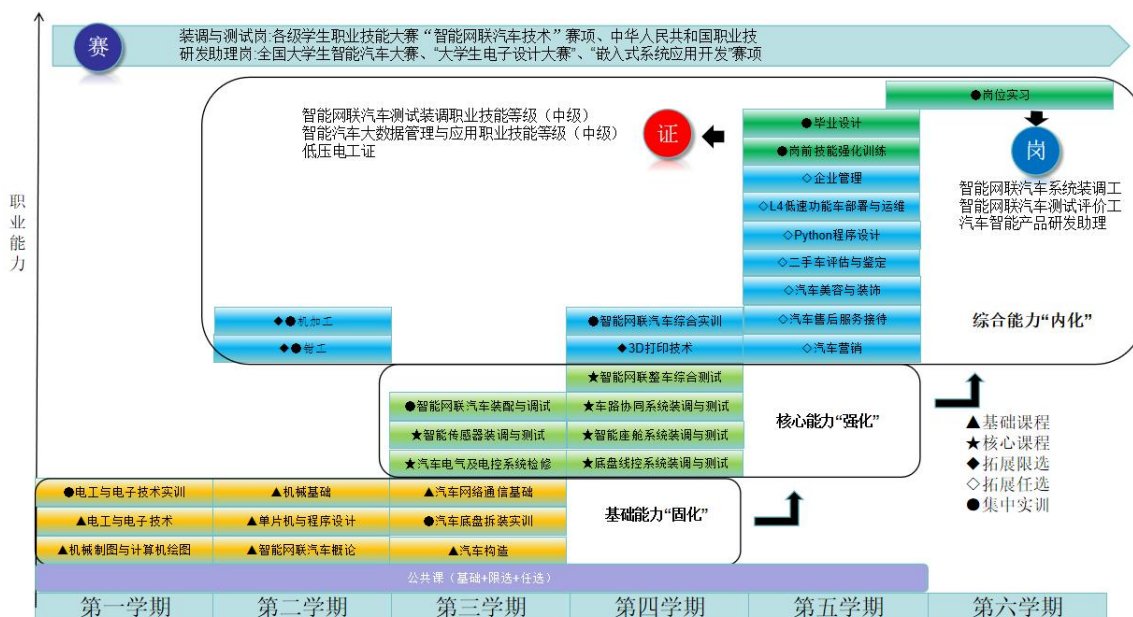 赛
装调与测试岗:各级学生职业技能大赛“智能网联汽车技术”赛项、中华人民共和国职业技
研发助理岗:全国大学生智能汽车大赛、“大学生电子设计大赛”、“嵌入式系统应用开发”赛项
●岗位实习
智能网联汽车测试装调职业技能等级（中级）
智能汽车大数据管理与应用职业技能等级（中级）
低压电工证
证
●毕业设计
●岗前技能强化训练
岗
◇企业管理
智能网联汽车系统装调工
智能网联汽车测试评价工
汽车智能产品研发助理
◇L4低速功能车部署与运维
◇Python程序设计
◇二手车评估与鉴定
◇汽车美容与装饰
职业能力
◆●机加工
●智能网联汽车综合实训
◇汽车售后服务接待
综合能力“内化”
◆●钳工
◆3D打印技术
◇汽车营销
★智能网联整车综合测试
●智能网联汽车装配与调试
★车路协同系统装调与测试
核心能力“强化”
★智能传感器装调与测试
★智能座舱系统装调与测试
★汽车电气及电控系统检修
★底盘线控系统装调与测试
▲基础课程
★核心课程
◆拓展限选
◇拓展任选
●集中实训
●电工与电子技术实训
▲机械基础
▲汽车网络通信基础
▲电工与电子技术
▲单片机与程序设计
●汽车底盘拆装实训
基础能力“固化”
▲机械制图与计算机绘图
▲智能网联汽车概论
▲汽车构造
公共课（基础+限选+任选）
第一学期
第二学期
第三学期
第四学期
第五学期
第六学期